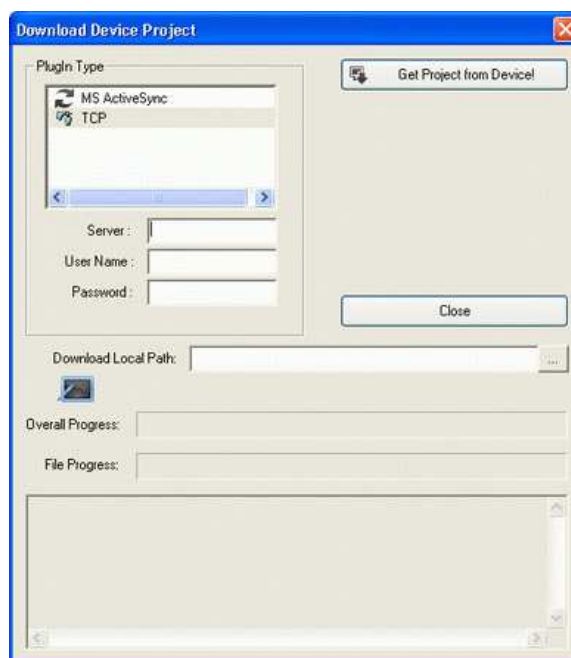 Download Device Project
PlugIn Type
MS ActiveSync
TCP
Get Project from Device!
Server :
User Name :
Password :
Close
Download Local Path:
...
Overall Progress:
File Progress: